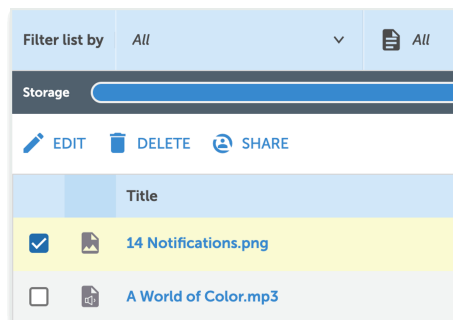 Filter list by All All
Storage
EDIT DELETE SHARE
Title
14 Notifications.png
A World of Color.mp3